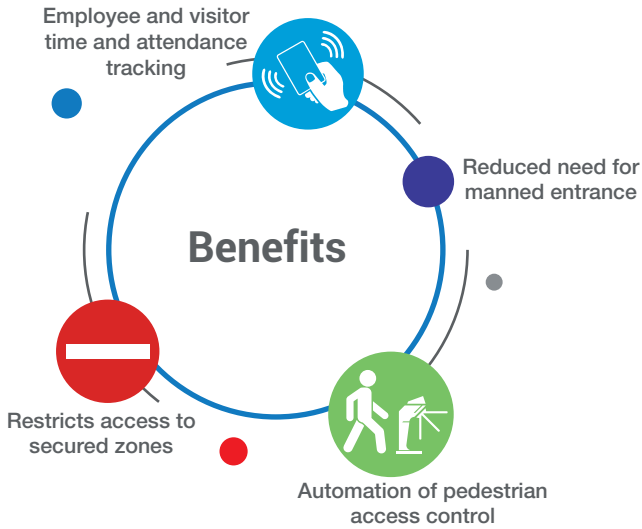 Employee and visitor
time and attendance
tracking
Reduced need for
manned entrance
Benefits
Restricts access to
secured zones
Automation of pedestrian
access control